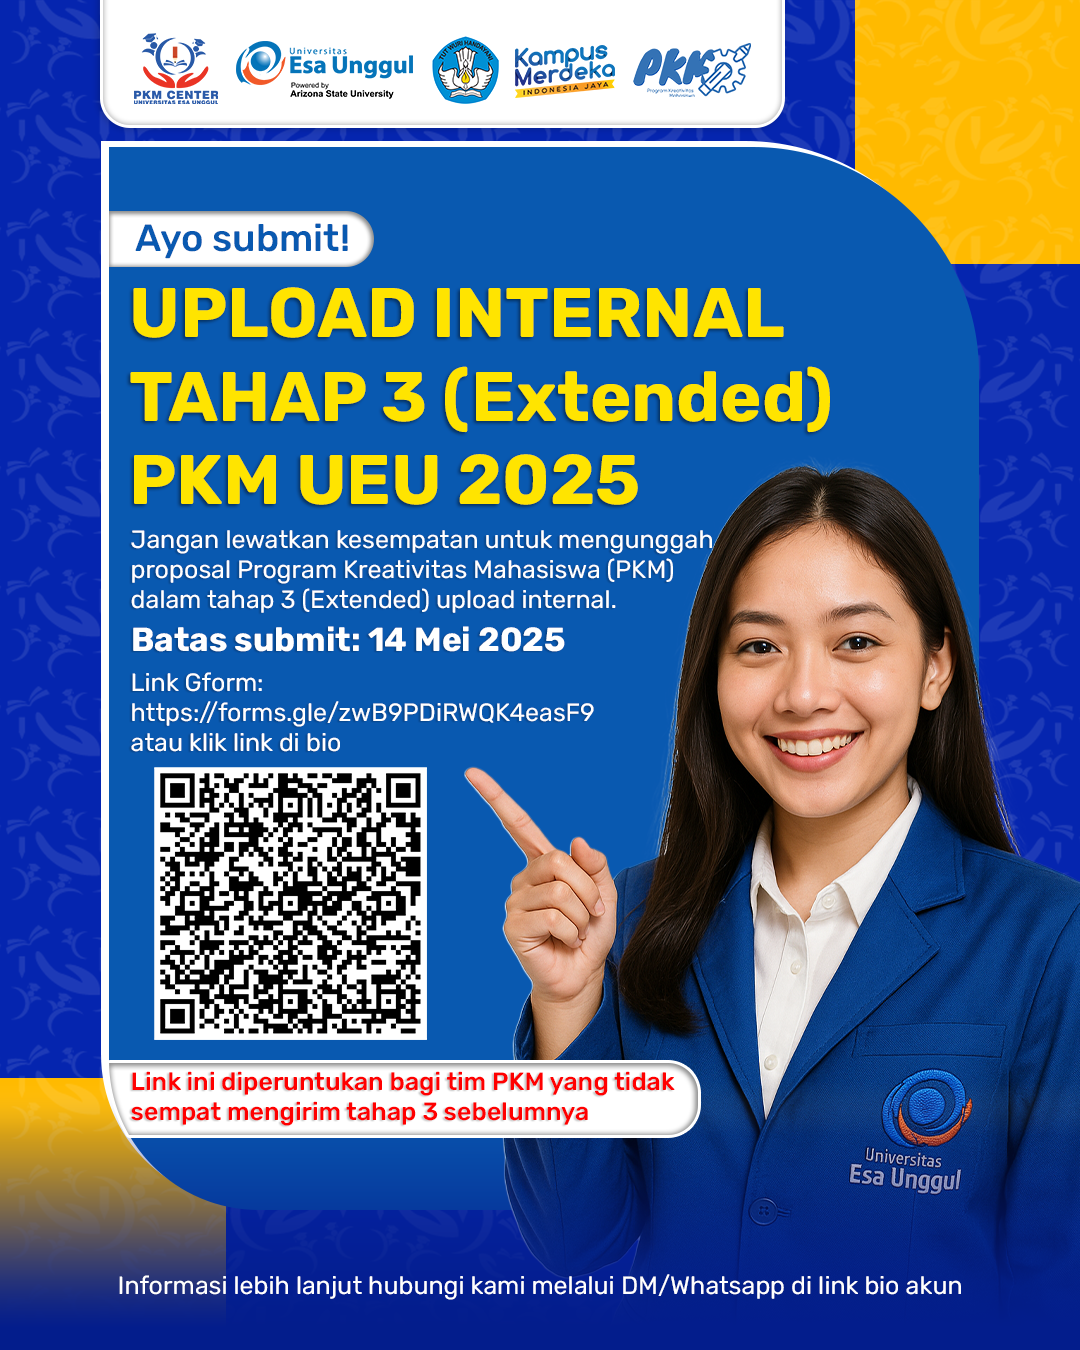 PKM CENTER
UNIVERSITAS ESA UNGGUL
Universitas
Esa Unggul
Powered by
Arizona State University
TUT WURI HANDAYANI
Kampus
Merdeka
INDONESIA JAYA
PKM
Program Kreativitas
Mahasiswa
Ayo submit!
UPLOAD INTERNAL
TAHAP 3 (Extended)
PKM UEU 2025
Jangan lewatkan kesempatan untuk mengunggah
proposal Program Kreativitas Mahasiswa (PKM)
dalam tahap 3 (Extended) upload internal.
Batas submit: 14 Mei 2025
Link Gform:
https://forms.gle/zwB9PDiRWQK4easF9
atau klik link di bio
Link ini diperuntukan bagi tim PKM yang tidak
sempat mengirim tahap 3 sebelumnya
Universitas
Esa Unggul
Informasi lebih lanjut hubungi kami melalui DM/Whatsapp di link bio akun